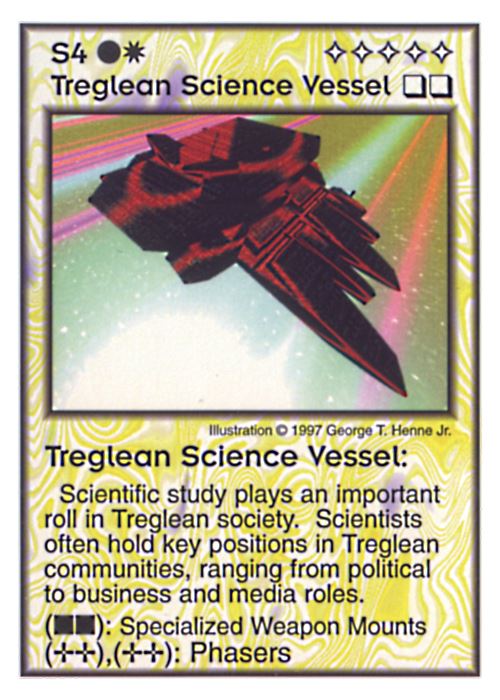 S4 ●✷ ✧✧✧✧✧
Treglean Science Vessel ❏❏
Illustration © 1997 George T. Henne Jr.
Treglean Science Vessel:
Scientific study plays an important
roll in Treglean society. Scientists
often hold key positions in Treglean
communities, ranging from political
to business and media roles.
(■■): Specialized Weapon Mounts
(✛✛),(✛✛): Phasers